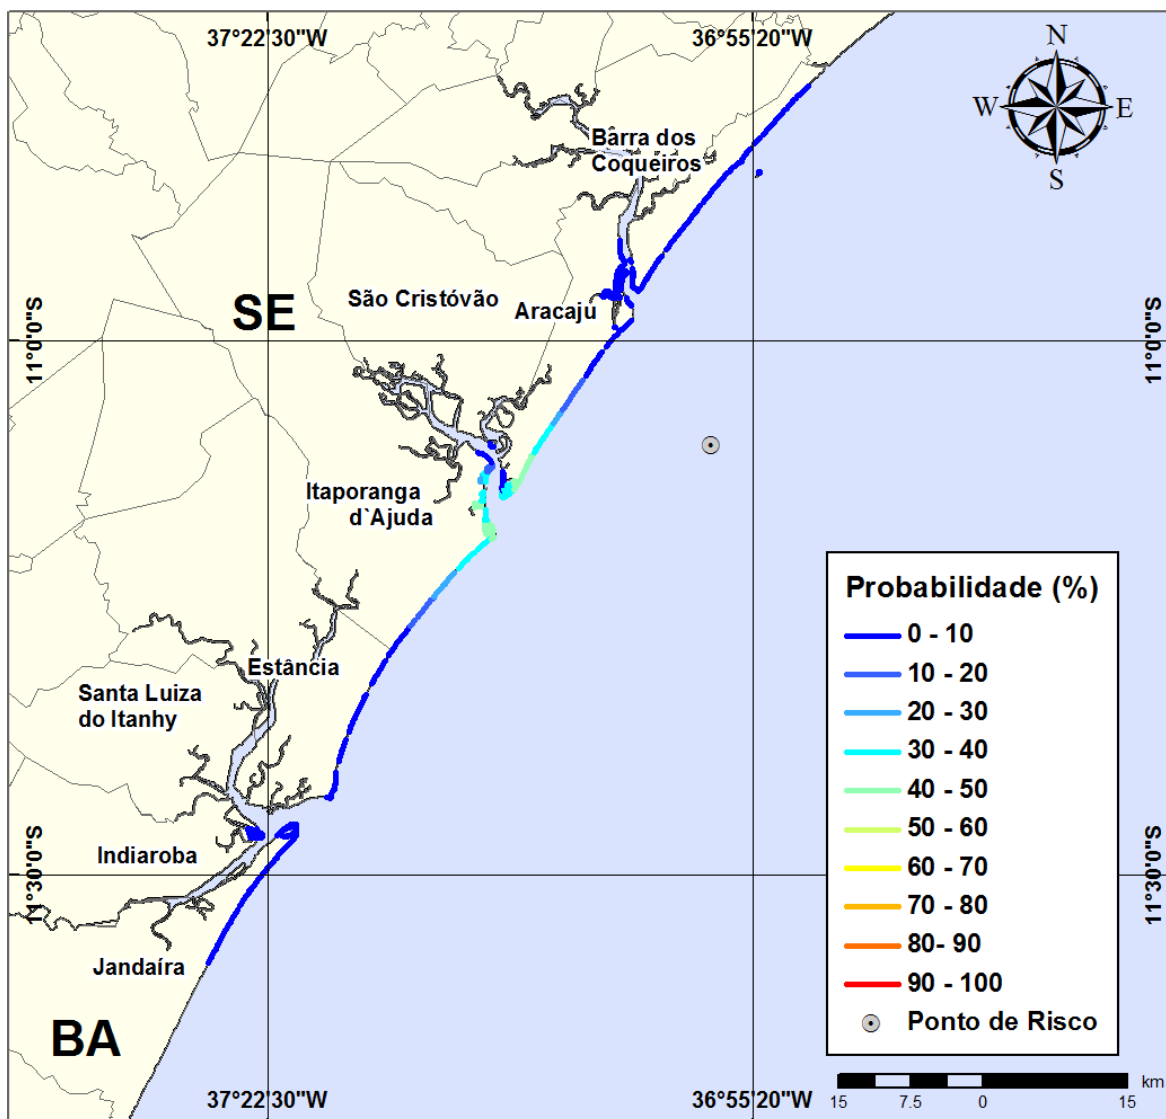 37°22'30"W
36°55'20"W
N
W
E
S
Barra dos
Coqueiros
SE
São Cristóvão
Aracaju
11°0'0"S
11°0'0"S
Itaporanga
d`Ajuda
Estância
Santa Luiza
do Itanhy
Indiaroba
11°30'0"S
11°30'0"S
Jandaíra
BA
Probabilidade (%)
0 - 10
10 - 20
20 - 30
30 - 40
40 - 50
50 - 60
60 - 70
70 - 80
80- 90
90 - 100
Ponto de Risco
37°22'30"W
36°55'20"W
15 7.5 0 15 km